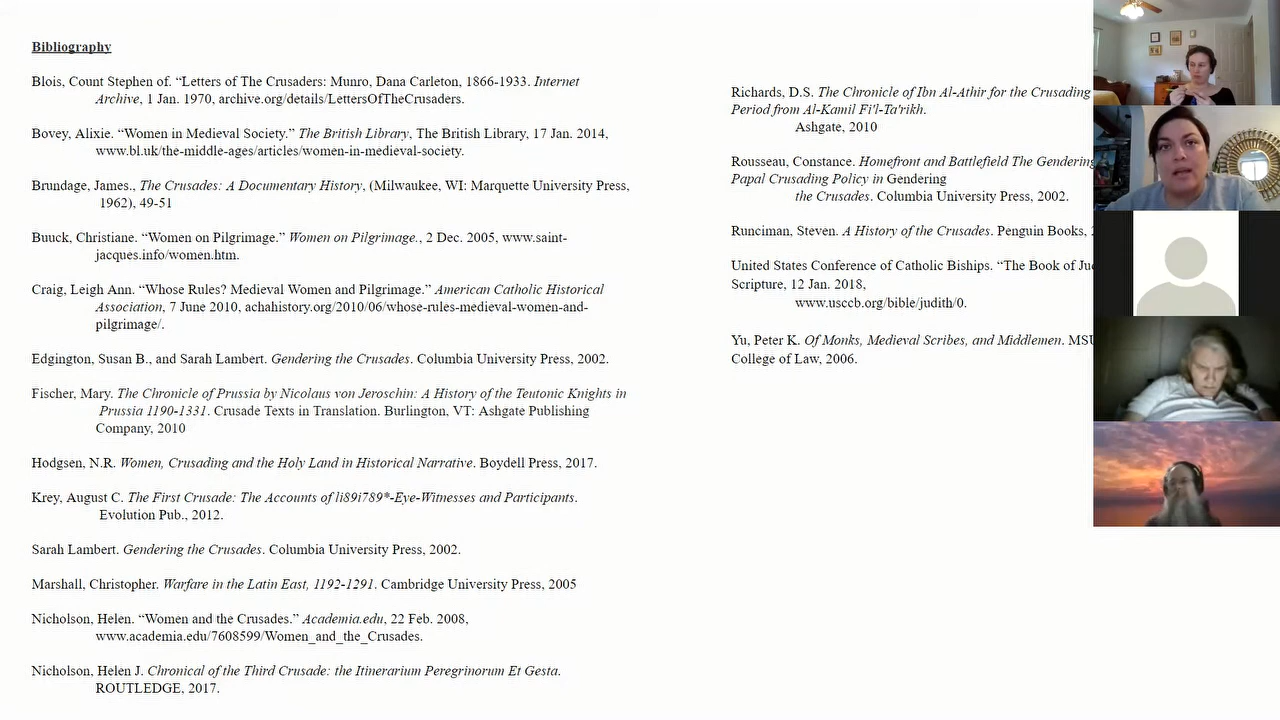 Bibliography
Blois, Count Stephen of. “Letters of The Crusaders: Munro, Dana Carleton, 1866-1933. Internet
Archive, 1 Jan. 1970, archive.org/details/LettersOfTheCrusaders.
Bovey, Alixie. “Women in Medieval Society.” The British Library, The British Library, 17 Jan. 2014,
www.bl.uk/the-middle-ages/articles/women-in-medieval-society.
Brundage, James., The Crusades: A Documentary History, (Milwaukee, WI: Marquette University Press,
1962), 49-51
Buuck, Christiane. “Women on Pilgrimage.” Women on Pilgrimage., 2 Dec. 2005, www.saint-
jacques.info/women.htm.
Craig, Leigh Ann. “Whose Rules? Medieval Women and Pilgrimage.” American Catholic Historical
Association, 7 June 2010, achahistory.org/2010/06/whose-rules-medieval-women-and-
pilgrimage/.
Edgington, Susan B., and Sarah Lambert. Gendering the Crusades. Columbia University Press, 2002.
Fischer, Mary. The Chronicle of Prussia by Nicolaus von Jeroschin: A History of the Teutonic Knights in
Prussia 1190-1331. Crusade Texts in Translation. Burlington, VT: Ashgate Publishing
Company, 2010
Hodgsen, N.R. Women, Crusading and the Holy Land in Historical Narrative. Boydell Press, 2017.
Krey, August C. The First Crusade: The Accounts of li89i789*-Eye-Witnesses and Participants.
Evolution Pub., 2012.
Sarah Lambert. Gendering the Crusades. Columbia University Press, 2002.
Marshall, Christopher. Warfare in the Latin East, 1192-1291. Cambridge University Press, 2005
Nicholson, Helen. “Women and the Crusades.” Academia.edu, 22 Feb. 2008,
www.academia.edu/7608599/Women_and_the_Crusades.
Nicholson, Helen J. Chronical of the Third Crusade: the Itinerarium Peregrinorum Et Gesta.
ROUTLEDGE, 2017.
Richards, D.S. The Chronicle of Ibn Al-Athir for the Crusading
Period from Al-Kamil Fi'l-Ta'rikh.
Ashgate, 2010
Rousseau, Constance. Homefront and Battlefield The Gendering
Papal Crusading Policy in Gendering
the Crusades. Columbia University Press, 2002.
Runciman, Steven. A History of the Crusades. Penguin Books,
United States Conference of Catholic Biships. “The Book of
Scripture, 12 Jan. 2018,
www.usccb.org/bible/judith/0.
Yu, Peter K. Of Monks, Medieval Scribes, and Middlemen.
College of Law, 2006.